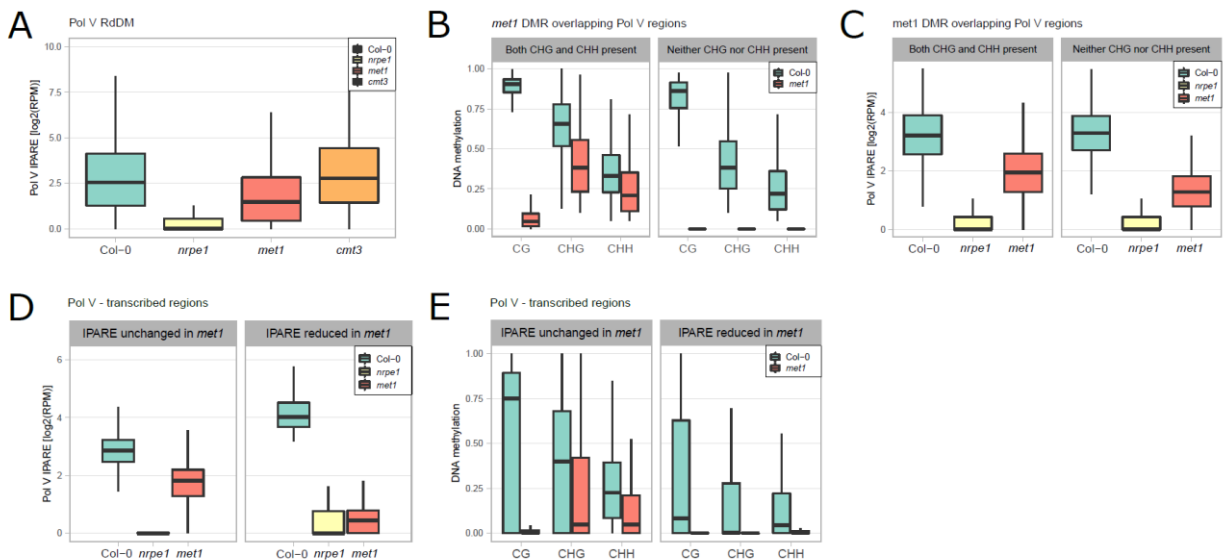 A
Pol V RdDM
Pol V IPARE [log2(RPM)]
10.0
7.5
5.0
2.5
0.0
Col-0
nrpe1
met1
cmt3
Col-0 nrpe1 met1 cmt3
B
met1 DMR overlapping Pol V regions
Both CHG and CHH present
Neither CHG nor CHH present
DNA methylation
1.00
0.75
0.50
0.25
0.00
Col-0
met1
CG CHG CHH
CG CHG CHH
C
met1 DMR overlapping Pol V regions
Both CHG and CHH present
Neither CHG nor CHH present
Pol V IPARE [log2(RPM)]
4
2
0
Col-0
nrpe1
met1
Col-0 nrpe1 met1
Col-0 nrpe1 met1
D
Pol V - transcribed regions
IPARE unchanged in met1
IPARE reduced in met1
Pol V IPARE [log2(RPM)]
6
4
2
0
Col-0
nrpe1
met1
Col-0 nrpe1 met1
Col-0 nrpe1 met1
E
Pol V - transcribed regions
IPARE unchanged in met1
IPARE reduced in met1
DNA methylation
1.00
0.75
0.50
0.25
0.00
Col-0
met1
CG CHG CHH
CG CHG CHH